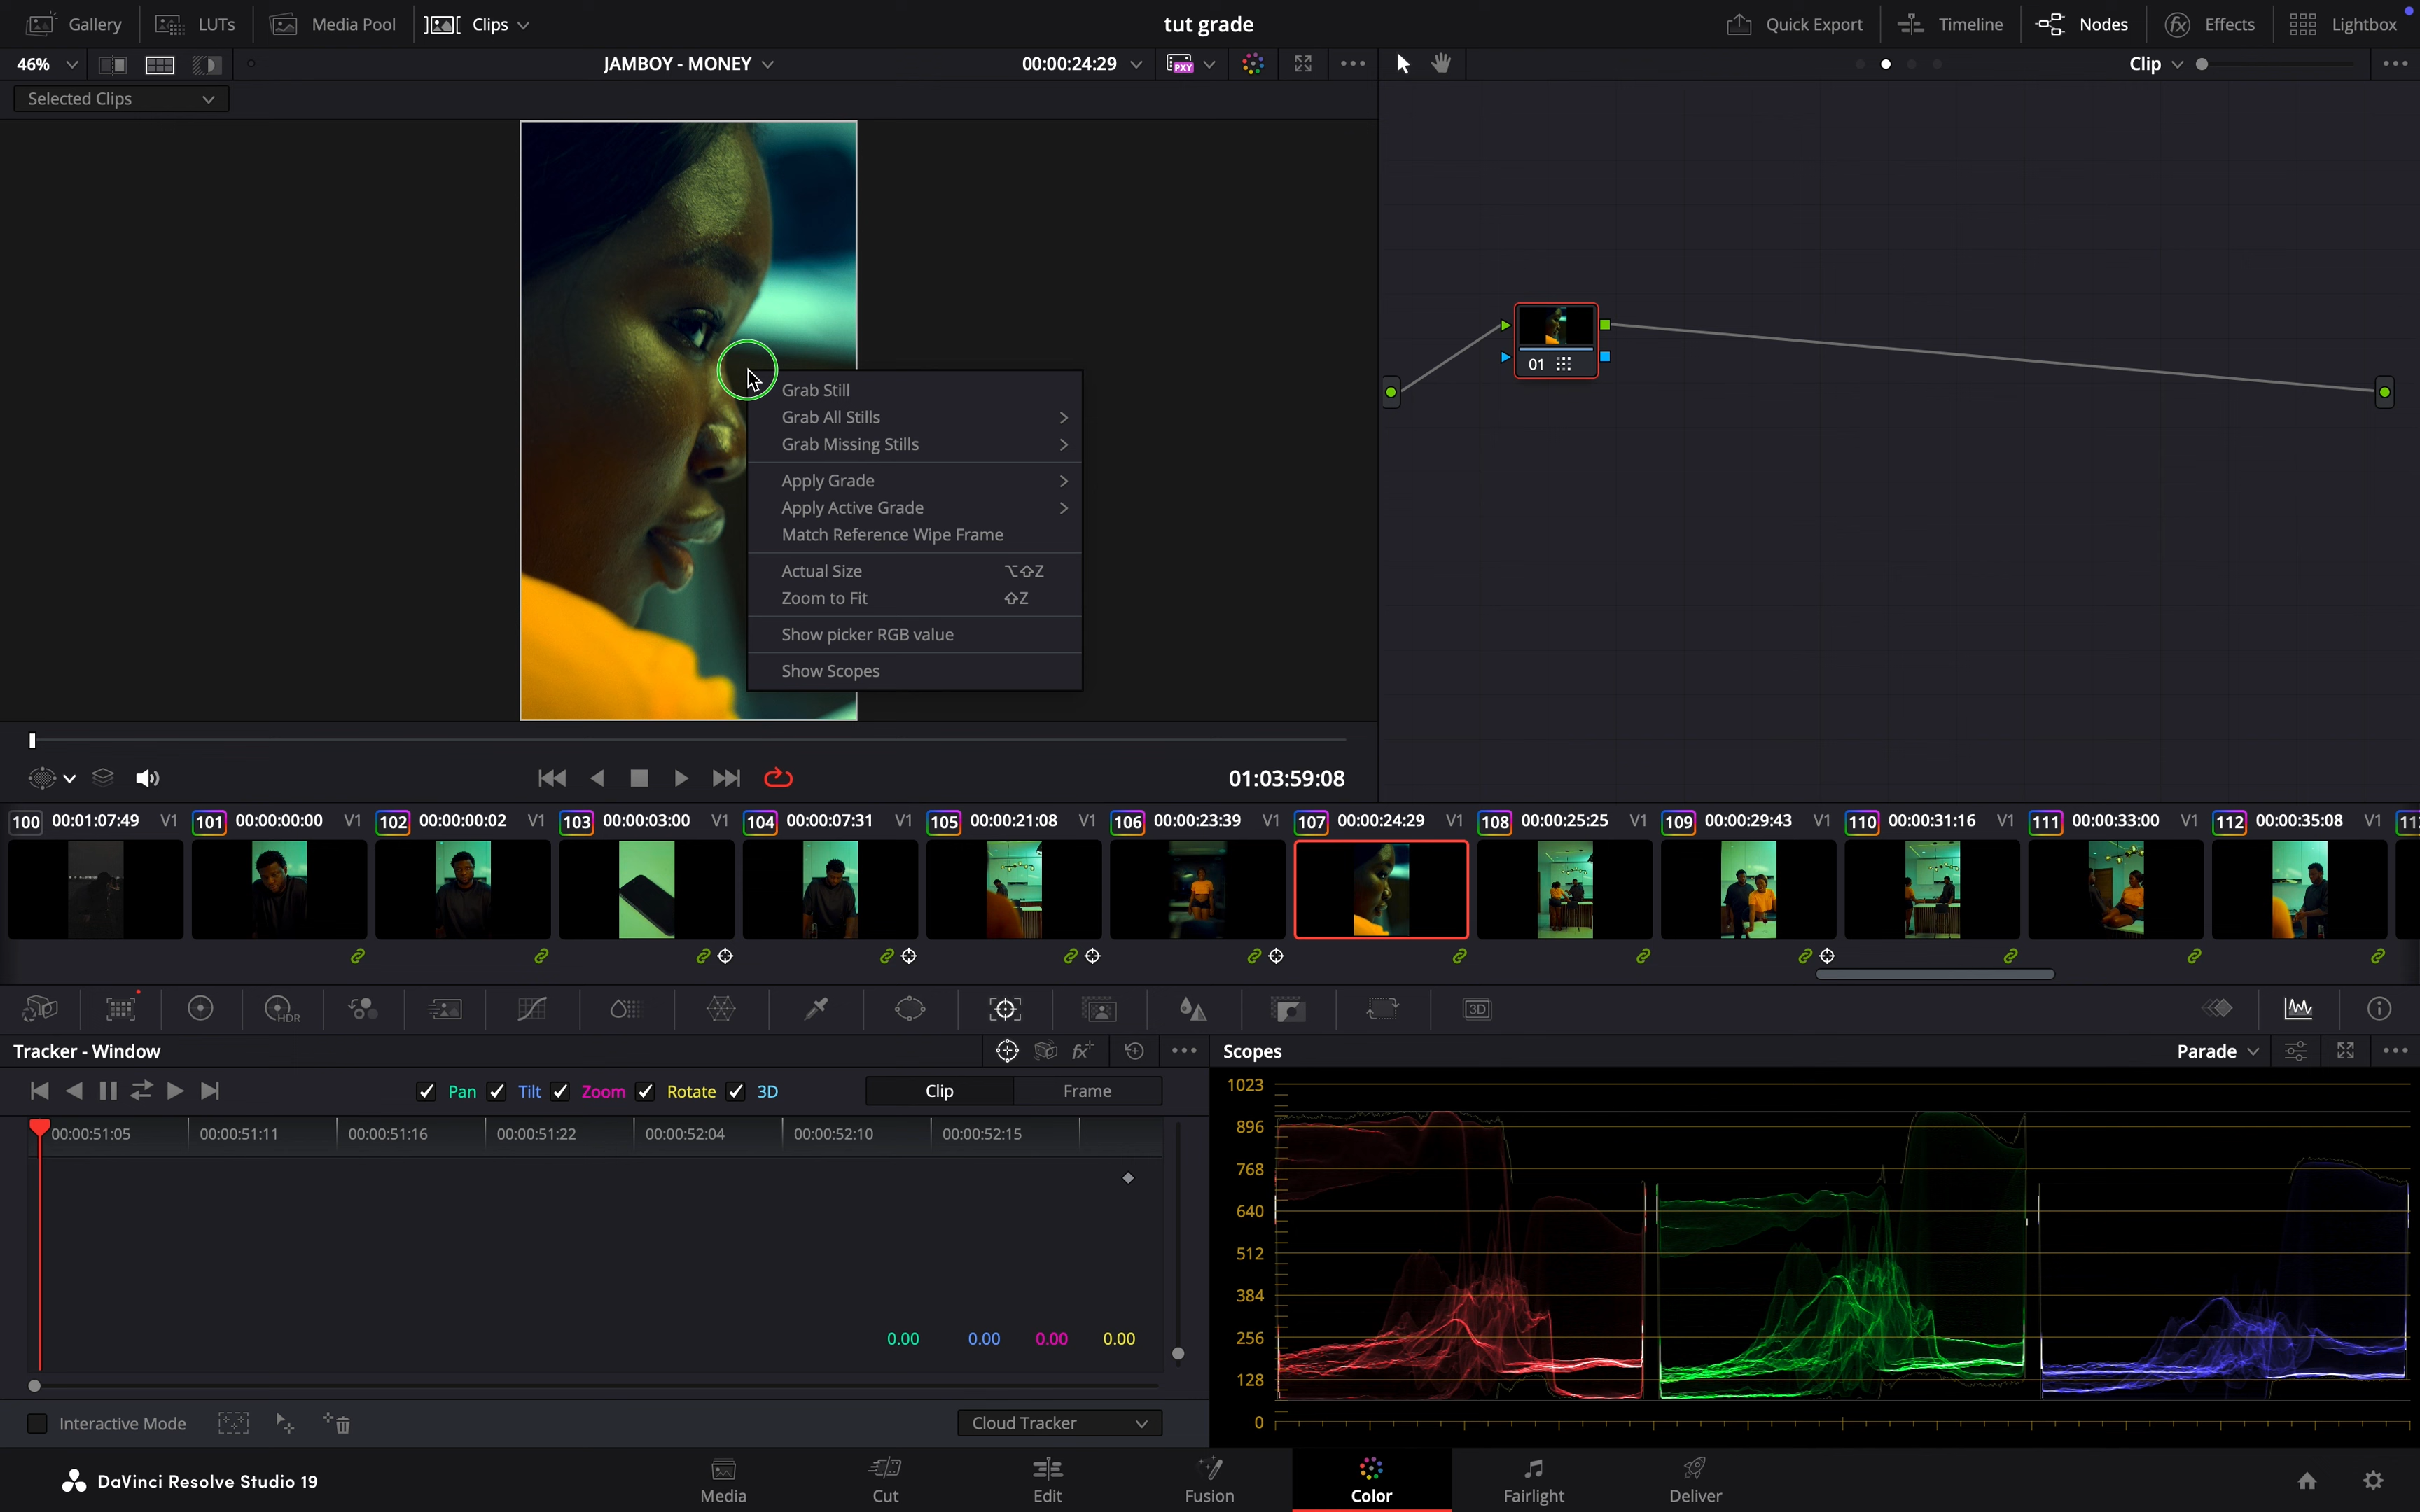 Gallery LUTs Media Pool Clips tut grade Quick Export Timeline Nodes Effects Lightbox
46% JAMBOY - MONEY 00:00:24:29 PXY Clip
Selected Clips
Grab Still
Grab All Stills
Grab Missing Stills
Apply Grade
Apply Active Grade
Match Reference Wipe Frame
Actual Size ⌥⇧Z
Zoom to Fit ⇧Z
Show picker RGB value
Show Scopes
01
01:03:59:08
100 00:01:07:49 V1 101 00:00:00:00 V1 102 00:00:00:02 V1 103 00:00:03:00 V1 104 00:00:07:31 V1 105 00:00:21:08 V1 106 00:00:23:39 V1 107 00:00:24:29 V1 108 00:00:25:25 V1 109 00:00:29:43 V1 110 00:00:31:16 V1 111 00:00:33:00 V1 112 00:00:35:08 V1
HDR 3D
Tracker - Window Scopes Parade
Pan Tilt Zoom Rotate 3D Clip Frame
00:00:51:05 00:00:51:11 00:00:51:16 00:00:51:22 00:00:52:04 00:00:52:10 00:00:52:15
0.00 0.00 0.00 0.00
1023
896
768
640
512
384
256
128
0
Interactive Mode Cloud Tracker
DaVinci Resolve Studio 19 Media Cut Edit Fusion Color Fairlight Deliver